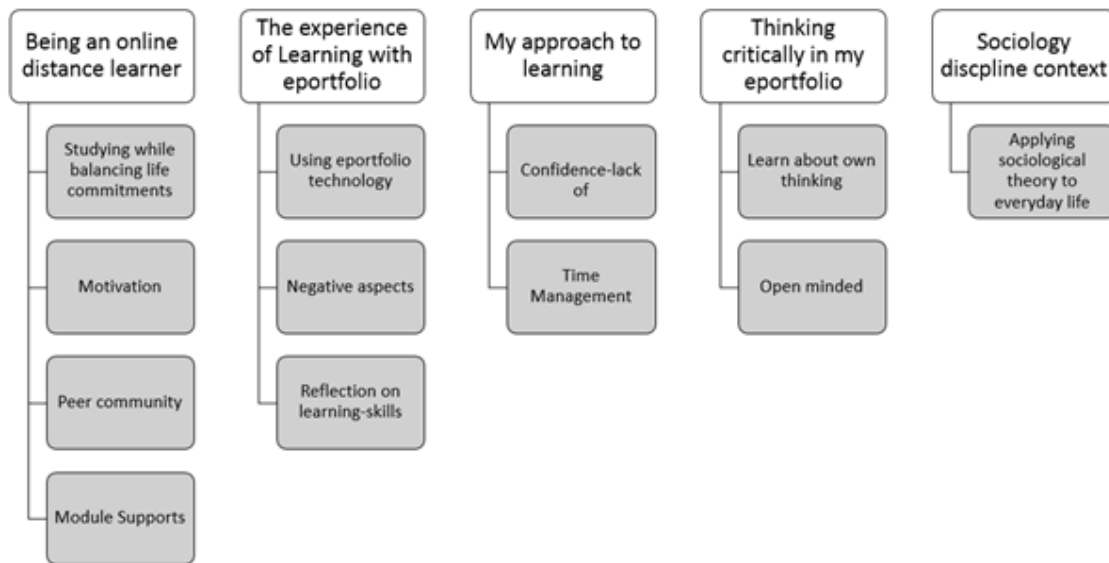 Being an online
distance learner
Studying while
balancing life
commitments
Motivation
Peer community
Module Supports
The experience
of Learning with
eportfolio
Using eportfolio
technology
Negative aspects
Reflection on
learning-skills
My approach to
learning
Confidence-lack
of
Time
Management
Thinking
critically in my
eportfolio
Learn about own
thinking
Open minded
Sociology
discpline context
Applying
sociological
theory to
everyday life